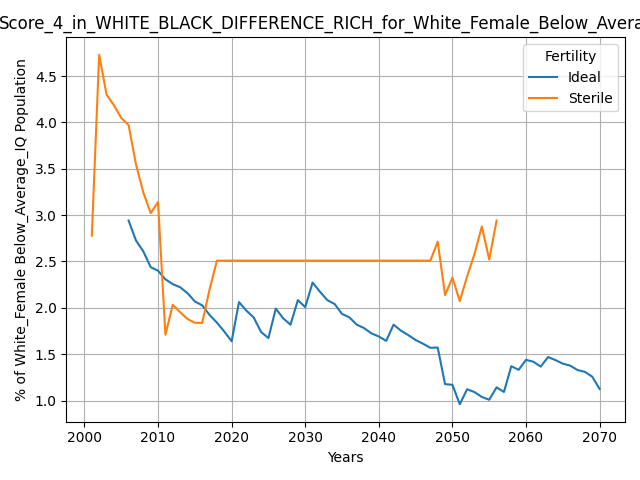 Score_4_in_WHITE_BLACK_DIFFERENCE_RICH_for_White_Female_Below_Avera
% of White_Female Below_Average_IQ Population
4.5
4.0
3.5
3.0
2.5
2.0
1.5
1.0
Fertility
Ideal
Sterile
2000 2010 2020 2030 2040 2050 2060 2070
Years